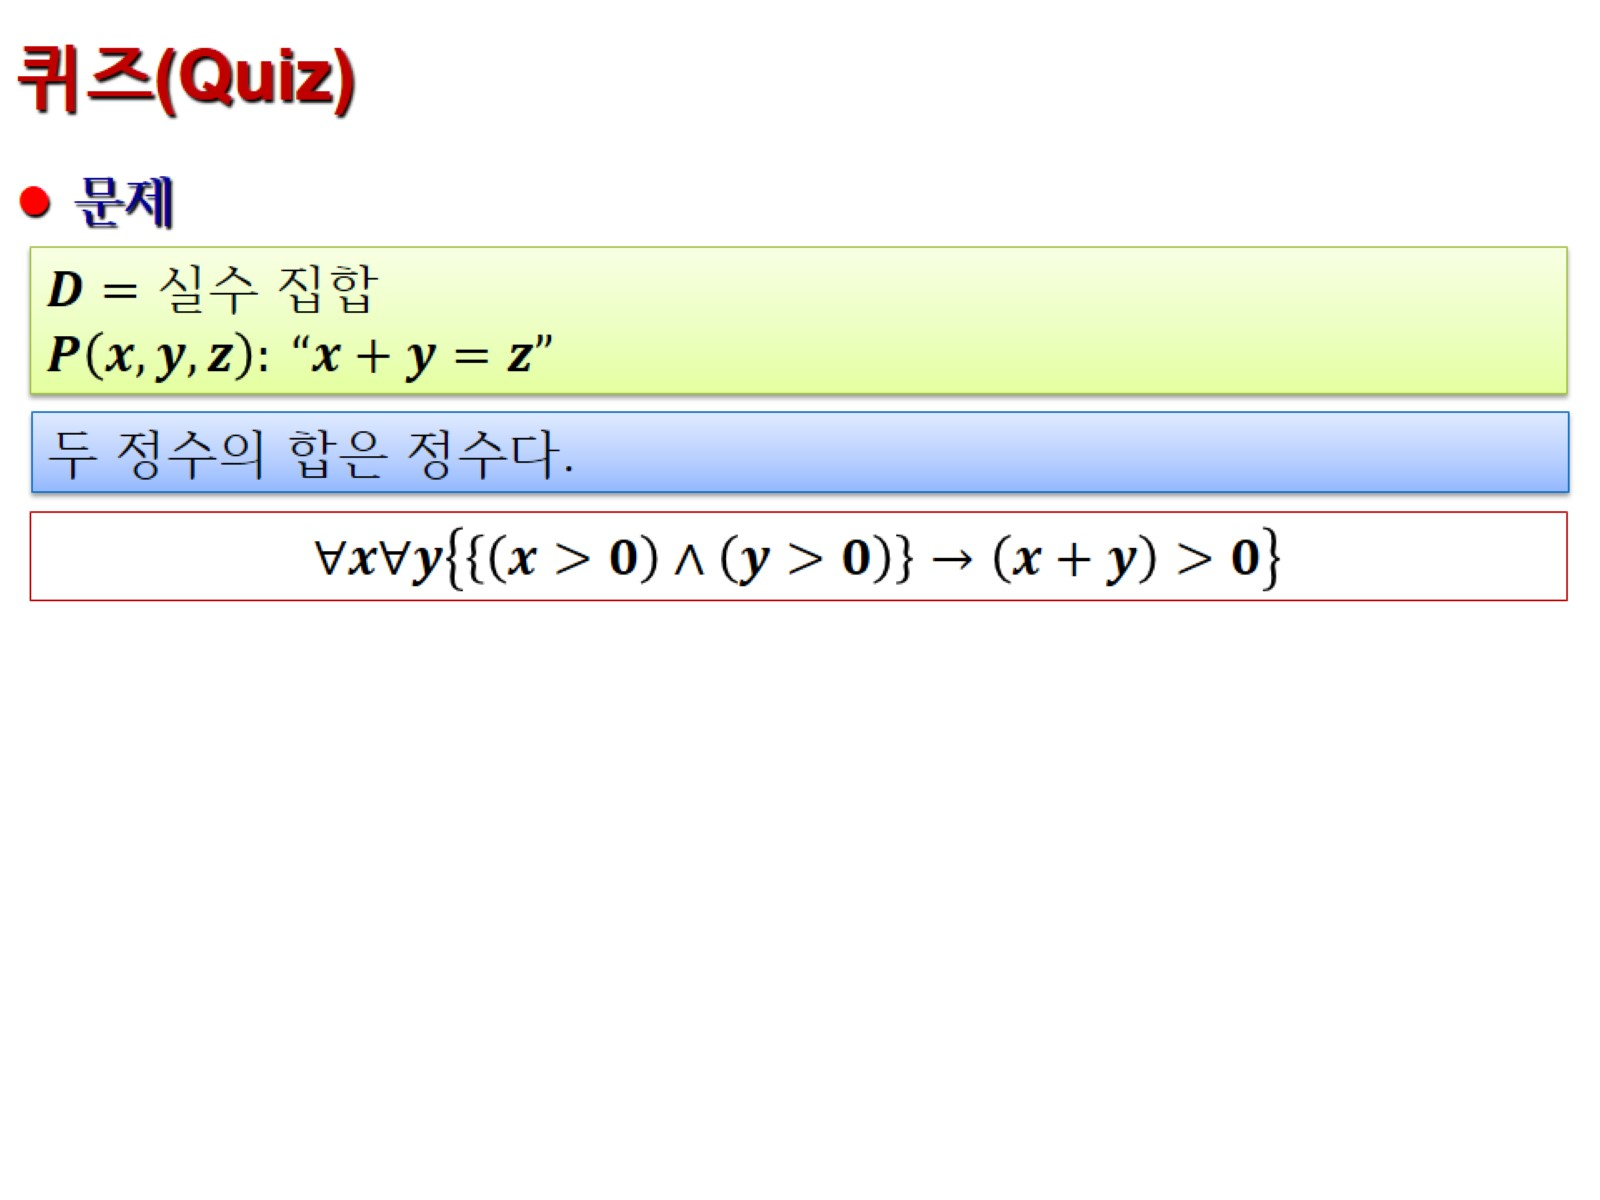 퀴즈(Quiz)
● 문제
D = 실수 집합
P(x, y, z): “x + y = z”
두 정수의 합은 정수다.
∀x∀y{{(x > 0) ∧ (y > 0)} → (x + y) > 0}